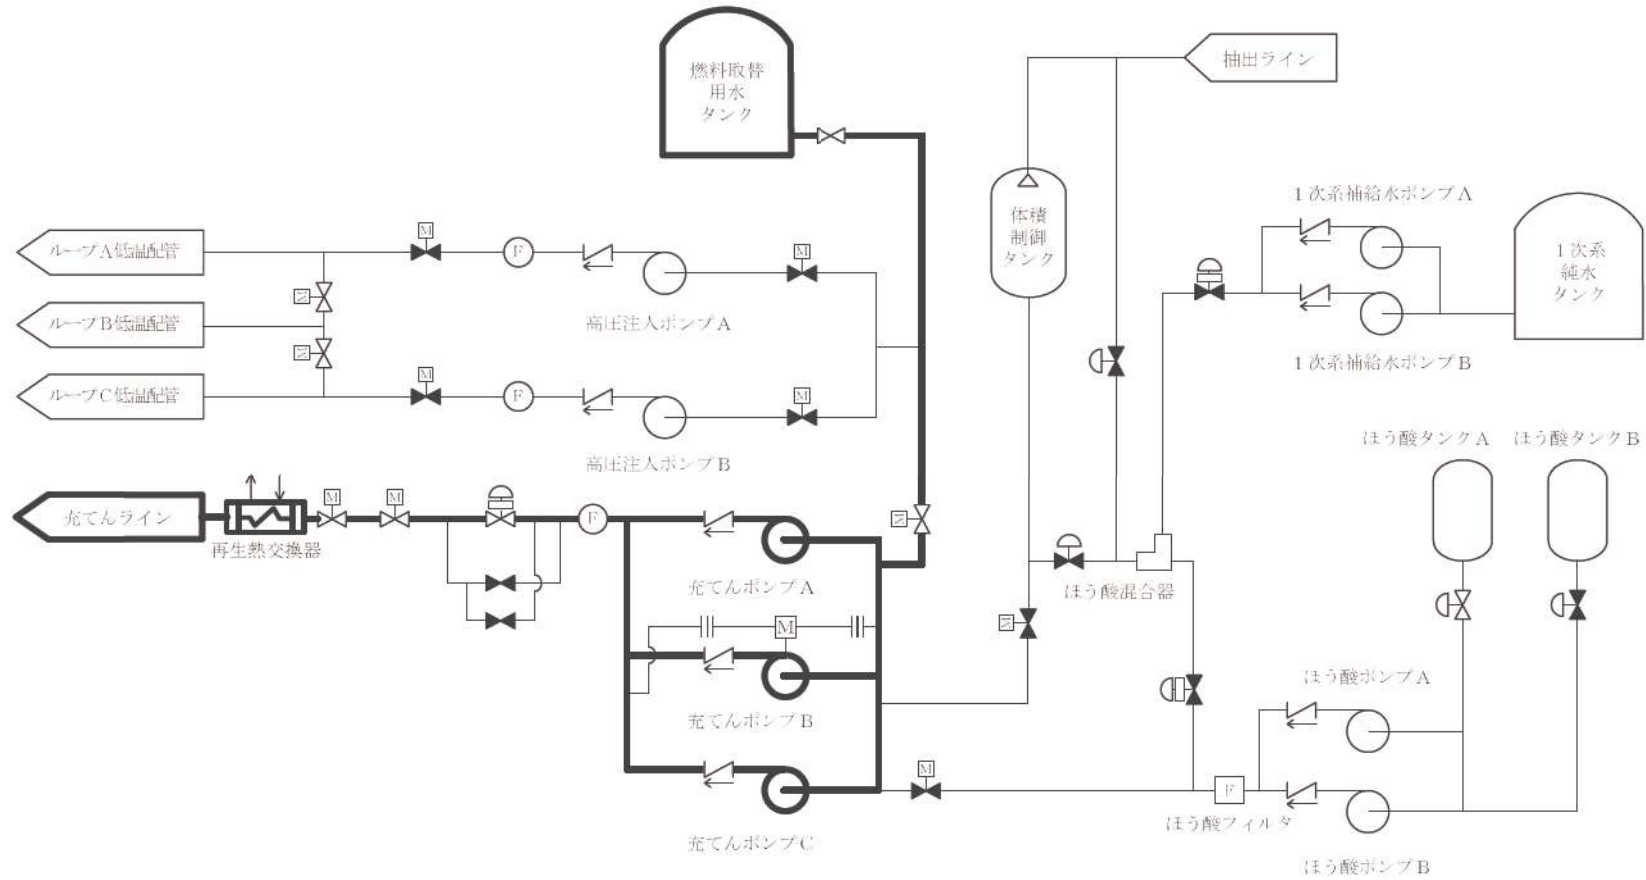 燃料取替
用水
タンク
抽出ライン
体積
制御
タンク
1次系補給水ポンプA
1次系
純水
タンク
1次系補給水ポンプB
ループA低温配管
M
F
M
M
高圧注入ポンプA
ループB低温配管
M
ループC低温配管
M
F
M
高圧注入ポンプB
ほう酸タンクA
ほう酸タンクB
充てんライン
M
M
F
M
再生熱交換器
充てんポンプA
ほう酸混合器
M
M
充てんポンプB
ほう酸ポンプA
M
F
充てんポンプC
ほう酸フィルタ
ほう酸ポンプB